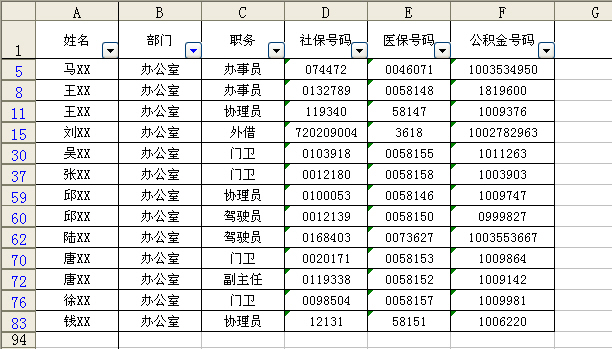 A B C D E F G
1 姓名 部门 职务 社保号码 医保号码 公积金号码
5 马XX 办公室 办事员 074472 0046071 1003534950
8 王XX 办公室 办事员 0132789 0058148 1819600
11 王XX 办公室 协理员 119340 58147 1009376
15 刘XX 办公室 外借 720209004 3618 1002782963
30 吴XX 办公室 门卫 0103918 0058155 1011263
37 张XX 办公室 门卫 0012180 0058158 1003903
59 邱XX 办公室 协理员 0100053 0058146 1009747
60 邱XX 办公室 驾驶员 0012139 0058150 0999827
62 陆XX 办公室 驾驶员 0168403 0073627 1003553667
70 唐XX 办公室 门卫 0020171 0058153 1009864
72 唐XX 办公室 副主任 0119338 0058152 1009142
76 徐XX 办公室 门卫 0098504 0058157 1009981
83 钱XX 办公室 协理员 12131 58151 1006220
94